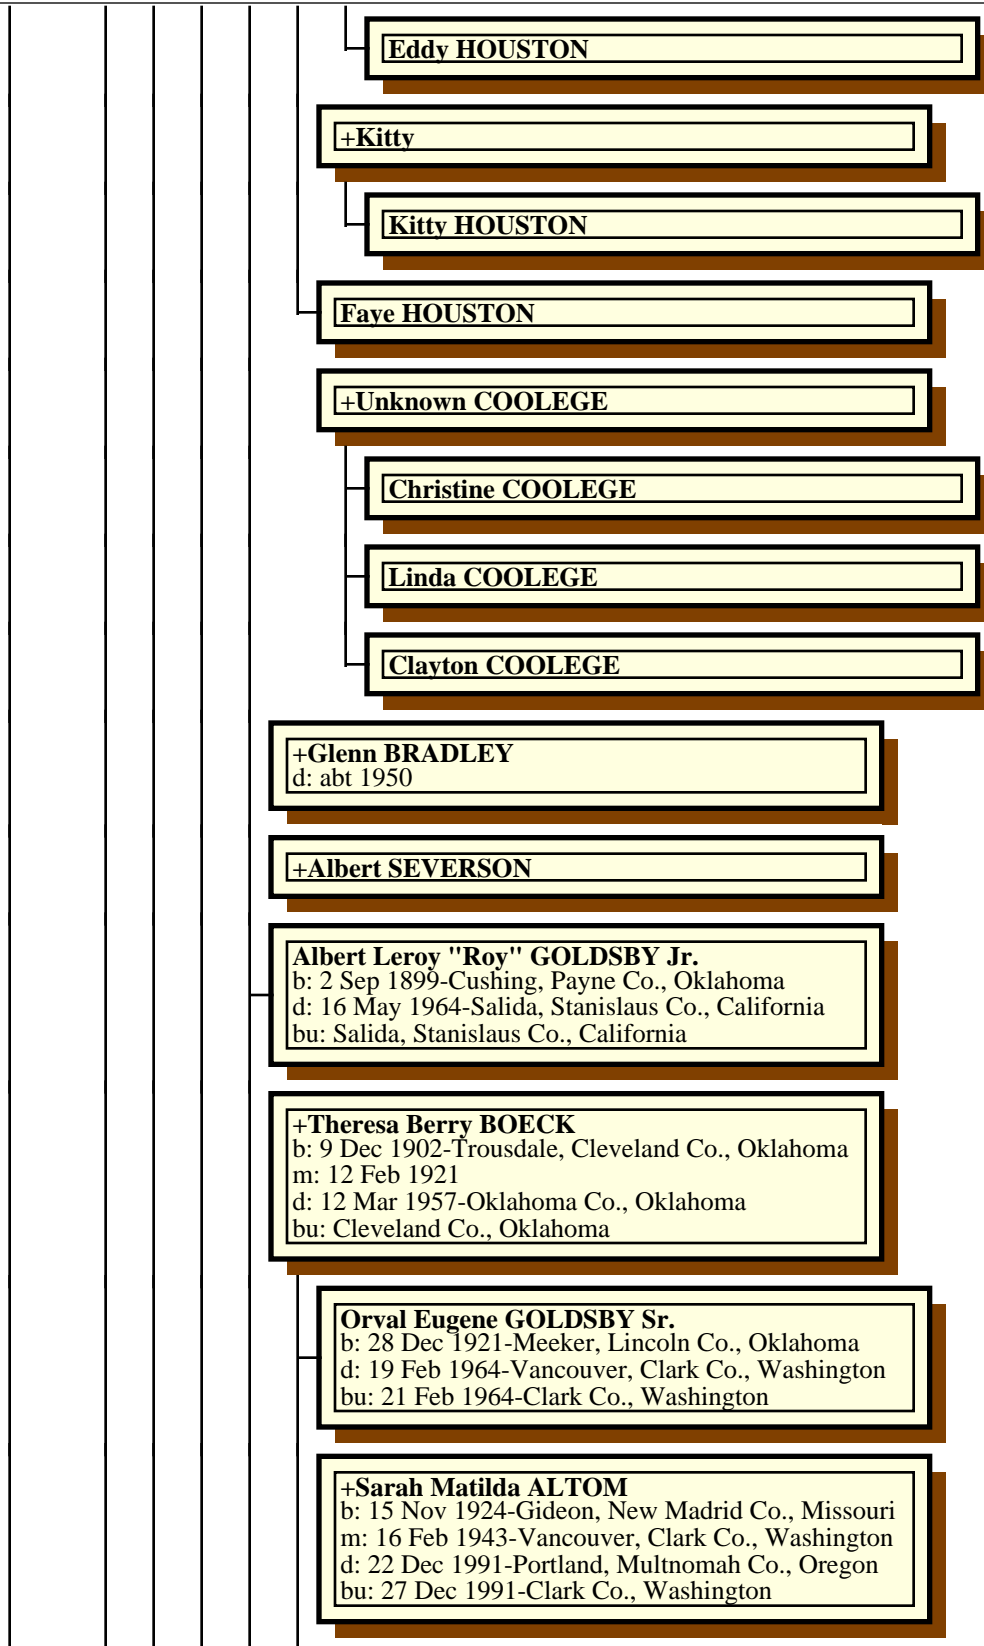 Eddy HOUSTON
+Kitty
Kitty HOUSTON
Faye HOUSTON
+Unknown COOLEGE
Christine COOLEGE
Linda COOLEGE
Clayton COOLEGE
+Glenn BRADLEY
d: abt 1950
+Albert SEVERSON
Albert Leroy "Roy" GOLDSBY Jr.
b: 2 Sep 1899-Cushing, Payne Co., Oklahoma
d: 16 May 1964-Salida, Stanislaus Co., California
bu: Salida, Stanislaus Co., California
+Theresa Berry BOECK
b: 9 Dec 1902-Trousdale, Cleveland Co., Oklahoma
m: 12 Feb 1921
d: 12 Mar 1957-Oklahoma Co., Oklahoma
bu: Cleveland Co., Oklahoma
Orval Eugene GOLDSBY Sr.
b: 28 Dec 1921-Meeker, Lincoln Co., Oklahoma
d: 19 Feb 1964-Vancouver, Clark Co., Washington
bu: 21 Feb 1964-Clark Co., Washington
+Sarah Matilda ALTOM
b: 15 Nov 1924-Gideon, New Madrid Co., Missouri
m: 16 Feb 1943-Vancouver, Clark Co., Washington
d: 22 Dec 1991-Portland, Multnomah Co., Oregon
bu: 27 Dec 1991-Clark Co., Washington